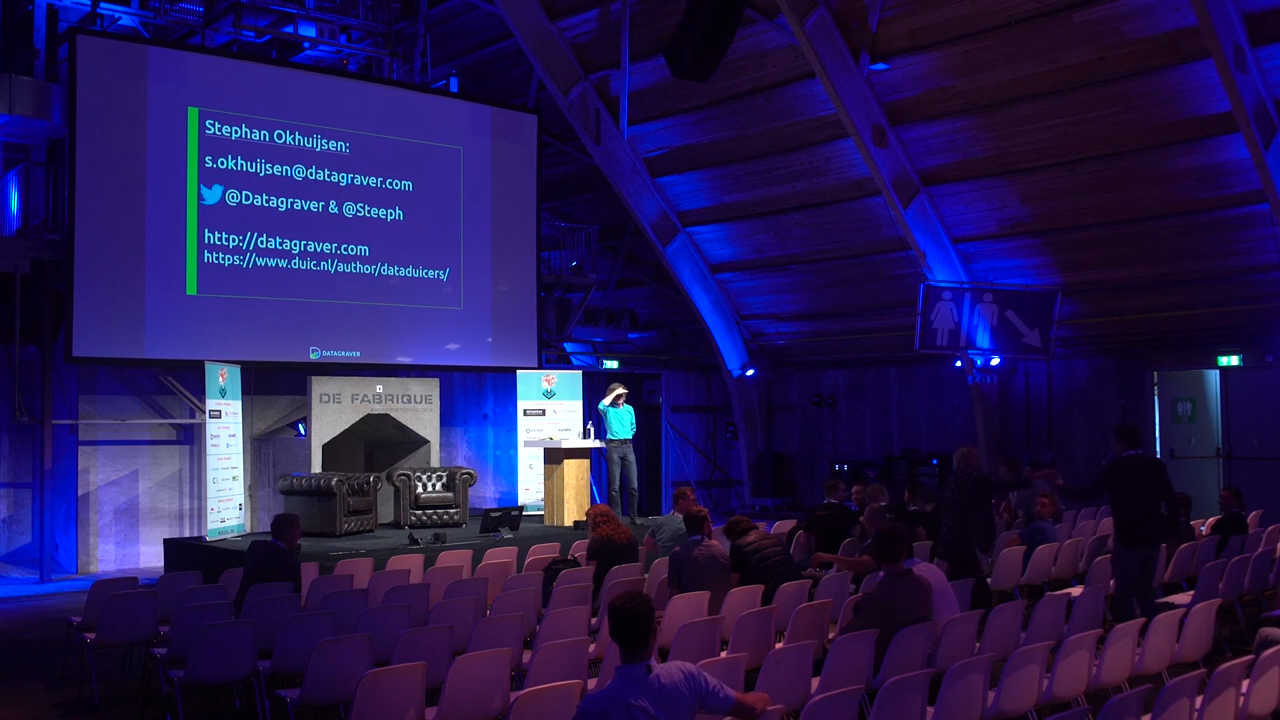 Stephan Okhuijsen:
s.okhuijsen@datagraver.com
@Datagraver & @Steeph
http://datagraver.com
https://www.duic.nl/author/dataduicers/
DATAGRAVER
DE FABRIQUE